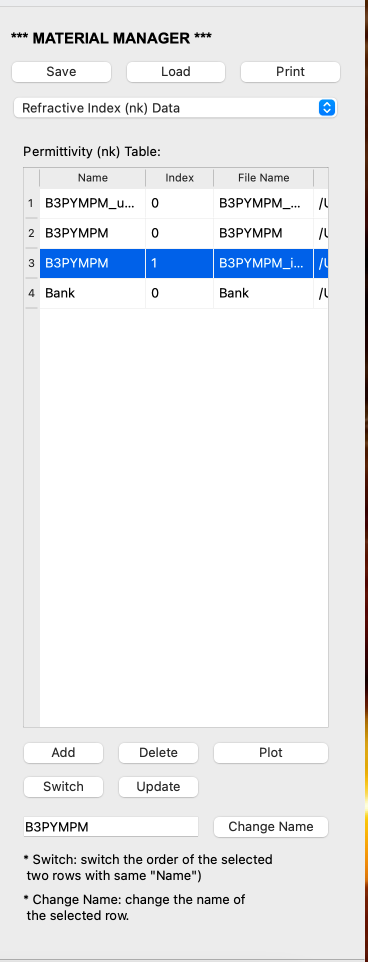 *** MATERIAL MANAGER ***
Save Load Print
Refractive Index (nk) Data
Permittivity (nk) Table:
Name Index File Name
1 B3PYMPM_u... 0 B3PYMPM_... /U
2 B3PYMPM 0 B3PYMPM /U
3 B3PYMPM 1 B3PYMPM_i... /U
4 Bank 0 Bank /U
Add Delete Plot
Switch Update
B3PYMPM Change Name
* Switch: switch the order of the selected
two rows with same "Name")
* Change Name: change the name of
the selected row.